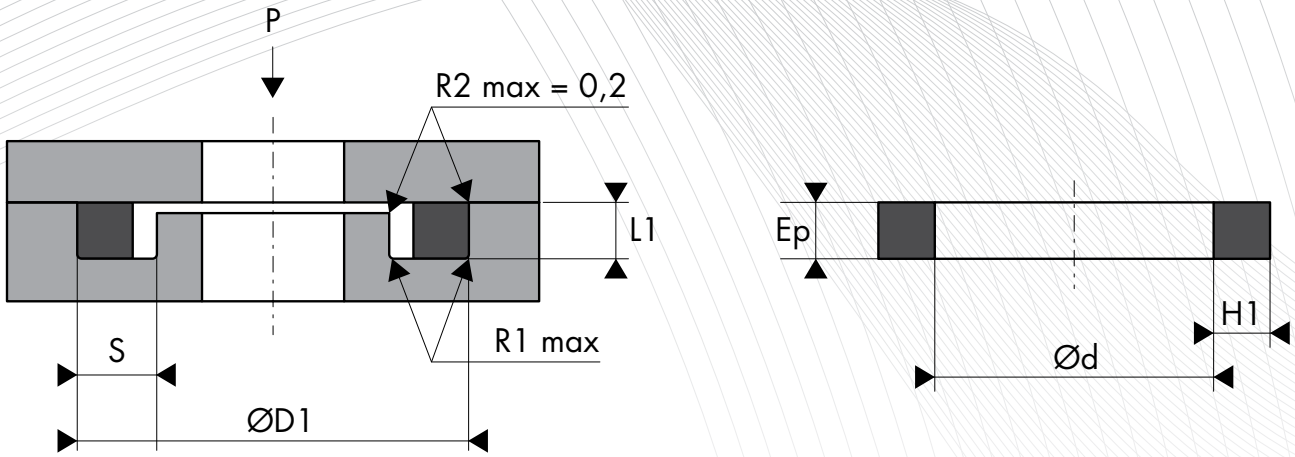 P
R2 max = 0,2
L1
Ep
R1 max
H1
S
Ød
ØD1